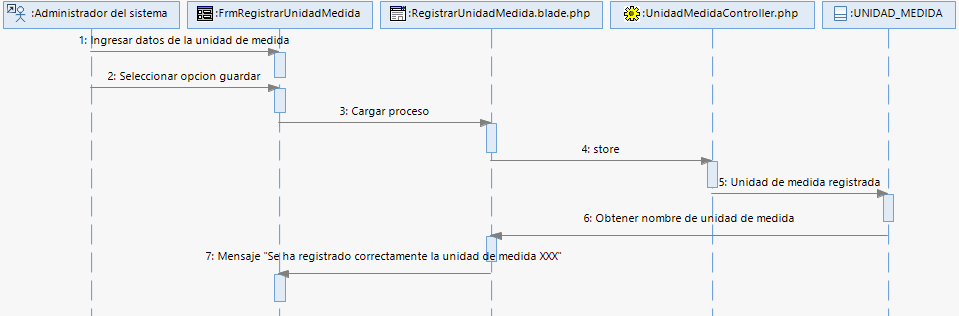 :Administrador del sistema
:FrmRegistrarUnidadMedida
:RegistrarUnidadMedida.blade.php
:UnidadMedidaController.php
:UNIDAD_MEDIDA
1: Ingresar datos de la unidad de medida
2: Seleccionar opcion guardar
3: Cargar proceso
4: store
5: Unidad de medida registrada
6: Obtener nombre de unidad de medida
7: Mensaje "Se ha registrado correctamente la unidad de medida XXX"